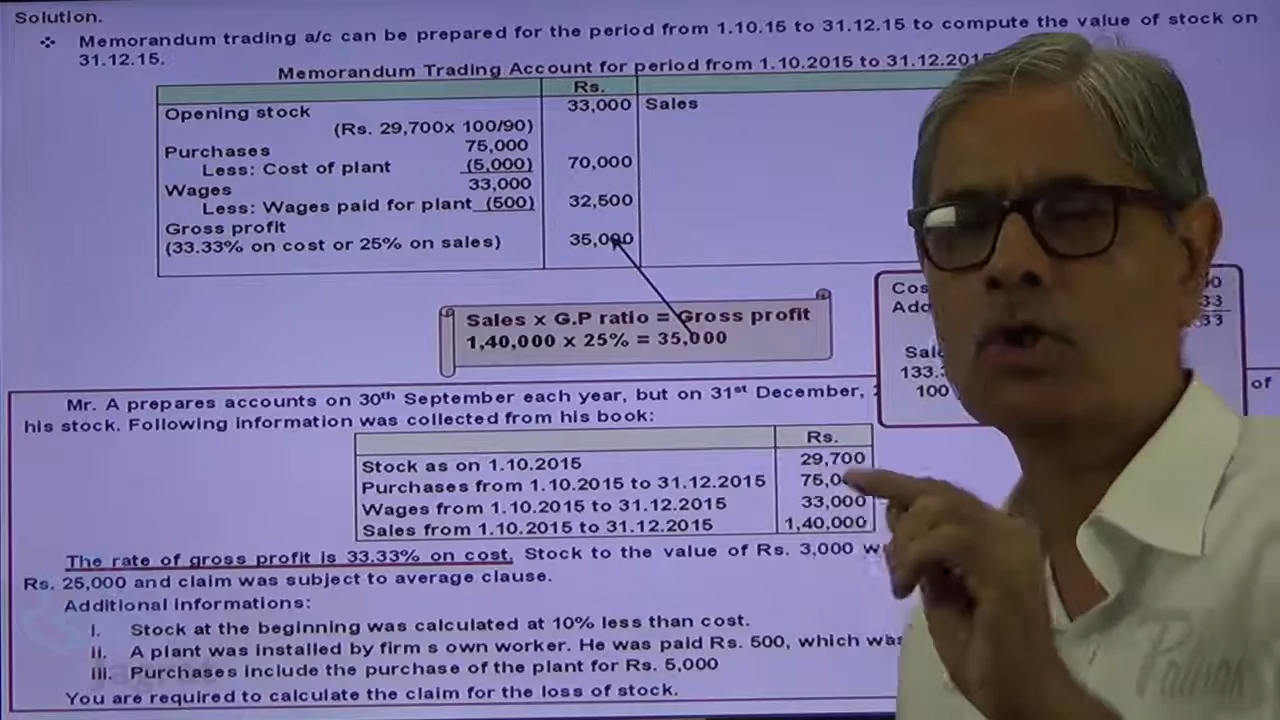 Solution.
❖ Memorandum trading a/c can be prepared for the period from 1.10.15 to 31.12.15 to compute the value of stock on
31.12.15.
Memorandum Trading Account for period from 1.10.2015 to 31.12.201
Rs.
Opening stock 33,000 Sales
(Rs. 29,700x 100/90)
Purchases 75,000
Less: Cost of plant (5,000) 70,000
Wages 33,000
Less: Wages paid for plant (500) 32,500
Gross profit
(33.33% on cost or 25% on sales) 35,000
Sales x G.P ratio = Gross profit
1,40,000 x 25% = 35,000
33
33
133.3
100
Mr. A prepares accounts on 30th September each year, but on 31st December, of
his stock. Following information was collected from his book:
Rs.
Stock as on 1.10.2015 29,700
Purchases from 1.10.2015 to 31.12.2015 75,0
Wages from 1.10.2015 to 31.12.2015 33,000
Sales from 1.10.2015 to 31.12.2015 1,40,000
The rate of gross profit is 33.33% on cost. Stock to the value of Rs. 3,000 w
Rs. 25,000 and claim was subject to average clause.
Additional informations:
I. Stock at the beginning was calculated at 10% less than cost.
II. A plant was installed by firm s own worker. He was paid Rs. 500, which was
III. Purchases include the purchase of the plant for Rs. 5,000
You are required to calculate the claim for the loss of stock.